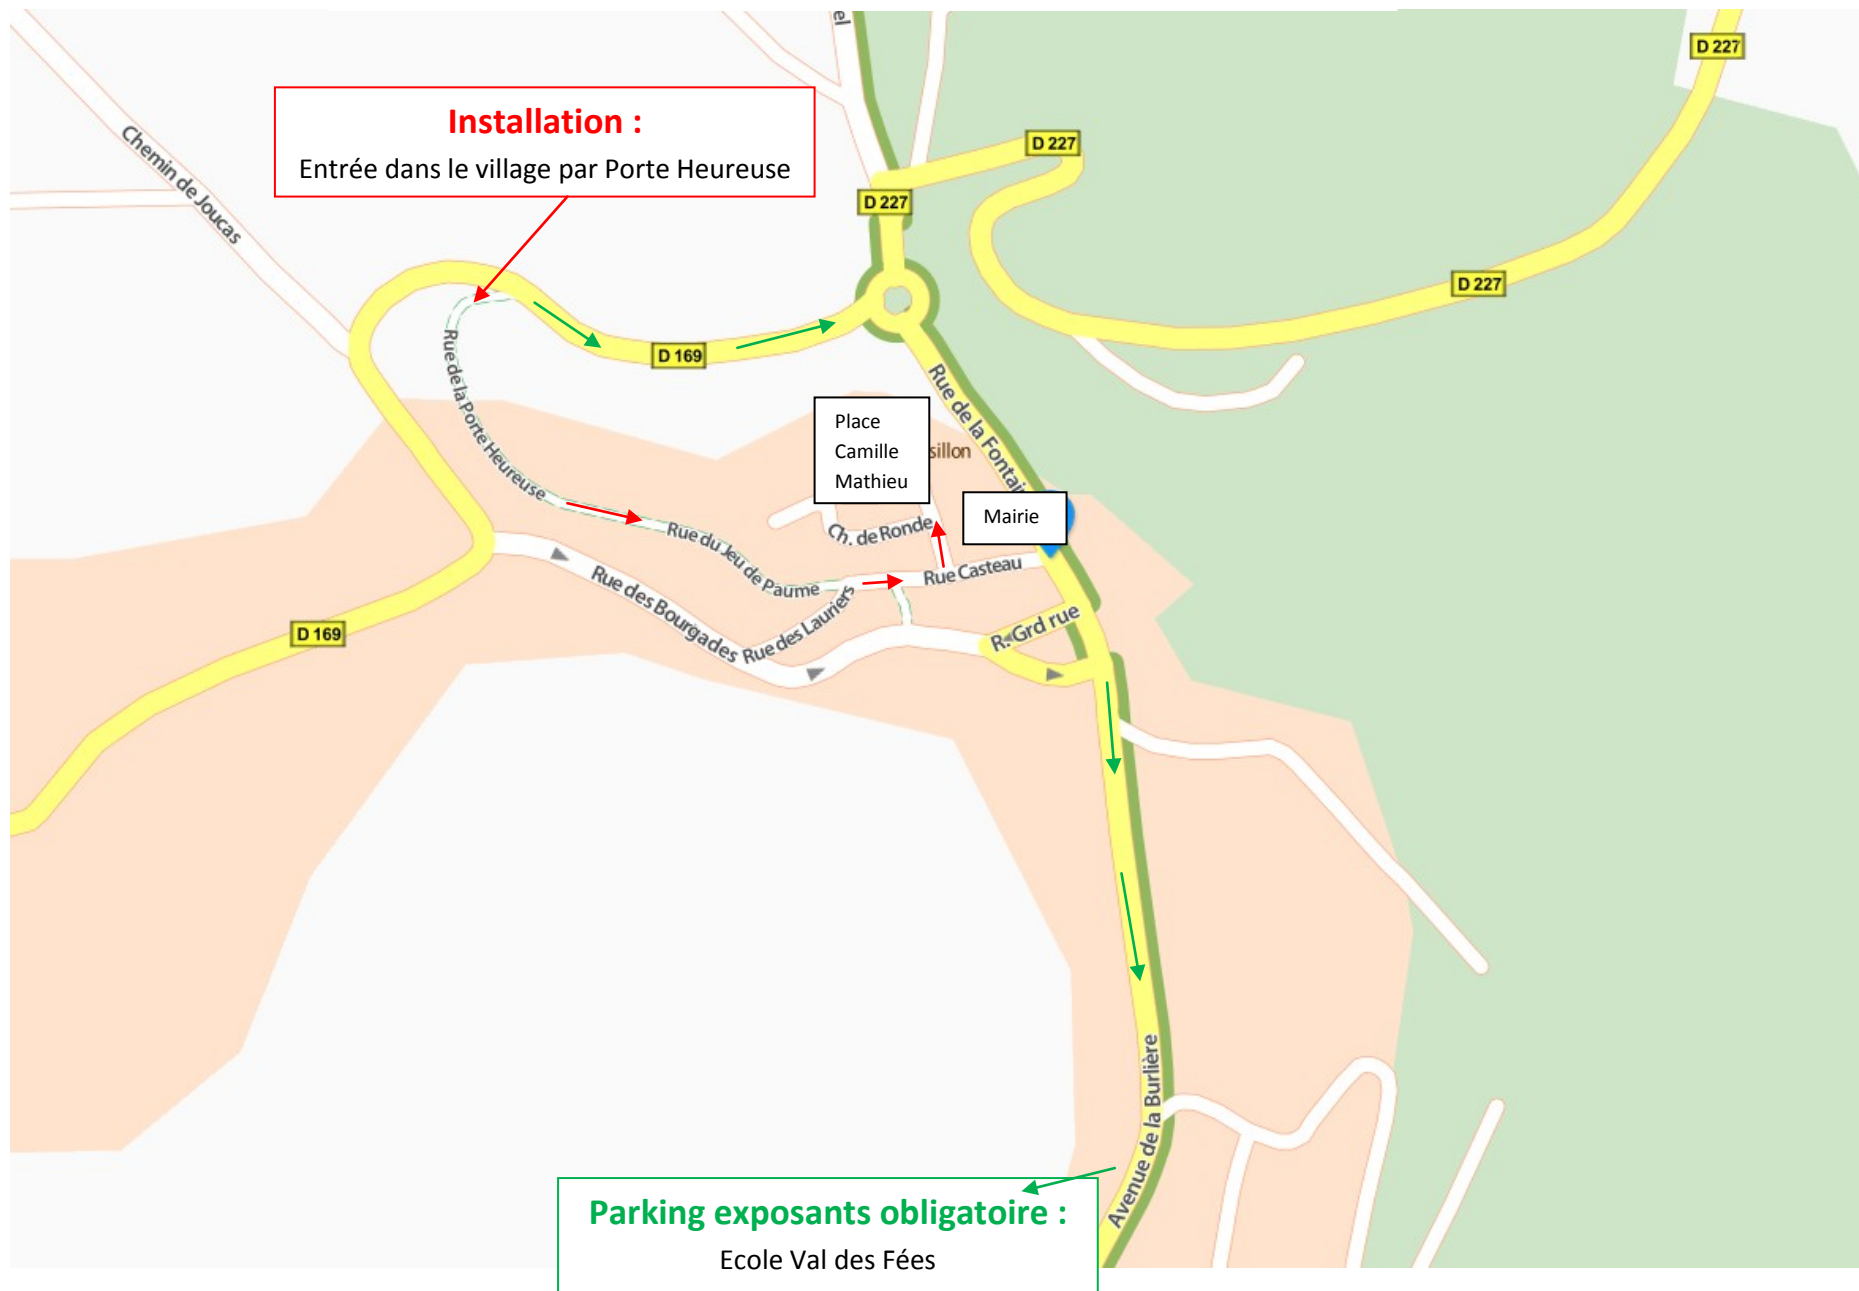 el
D 227
Installation :
Entrée dans le village par Porte Heureuse
Chemin de Joucas
D 227
D 227
D 227
Rue de la Porte Heureuse
D 169
Rue de la Fontai
Place
Camille
Mathieu
sillon
Mairie
Ch. de Ronde
Rue du Jeu de Paume
Rue Casteau
Rue des Bourgades
Rue des Lauriers
R. Grd rue
D 169
Avenue de la Burlière
Parking exposants obligatoire :
Ecole Val des Fées